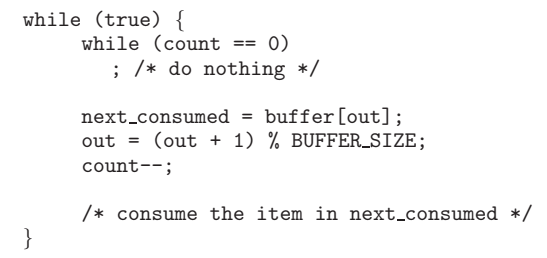 while (true) {
while (count == 0)
; /* do nothing */
next_consumed = buffer[out];
out = (out + 1) % BUFFER_SIZE;
count--;
/* consume the item in next_consumed */
}